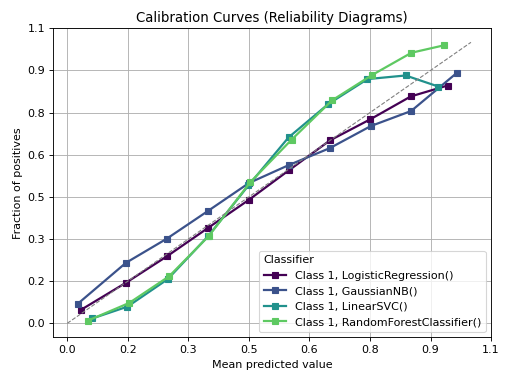 Calibration Curves (Reliability Diagrams)
1.1
0.9
0.8
0.6
0.5
0.3
0.2
0.0
Fraction of positives
Classifier
Class 1, LogisticRegression()
Class 1, GaussianNB()
Class 1, LinearSVC()
Class 1, RandomForestClassifier()
0.0 0.2 0.3 0.5 0.6 0.8 0.9 1.1
Mean predicted value